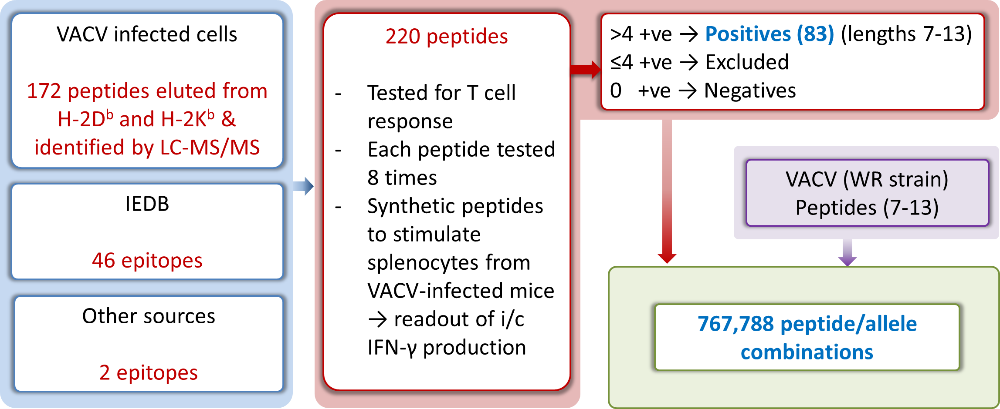 VACV infected cells
172 peptides eluted from
H-2Dᵇ and H-2Kᵇ &
identified by LC-MS/MS
IEDB
46 epitopes
Other sources
2 epitopes
220 peptides
- Tested for T cell
response
- Each peptide tested
8 times
- Synthetic peptides
to stimulate
splenocytes from
VACV-infected mice
→ readout of i/c
IFN-γ production
>4 +ve → Positives (83) (lengths 7-13)
≤4 +ve → Excluded
0 +ve → Negatives
VACV (WR strain)
Peptides (7-13)
767,788 peptide/allele
combinations